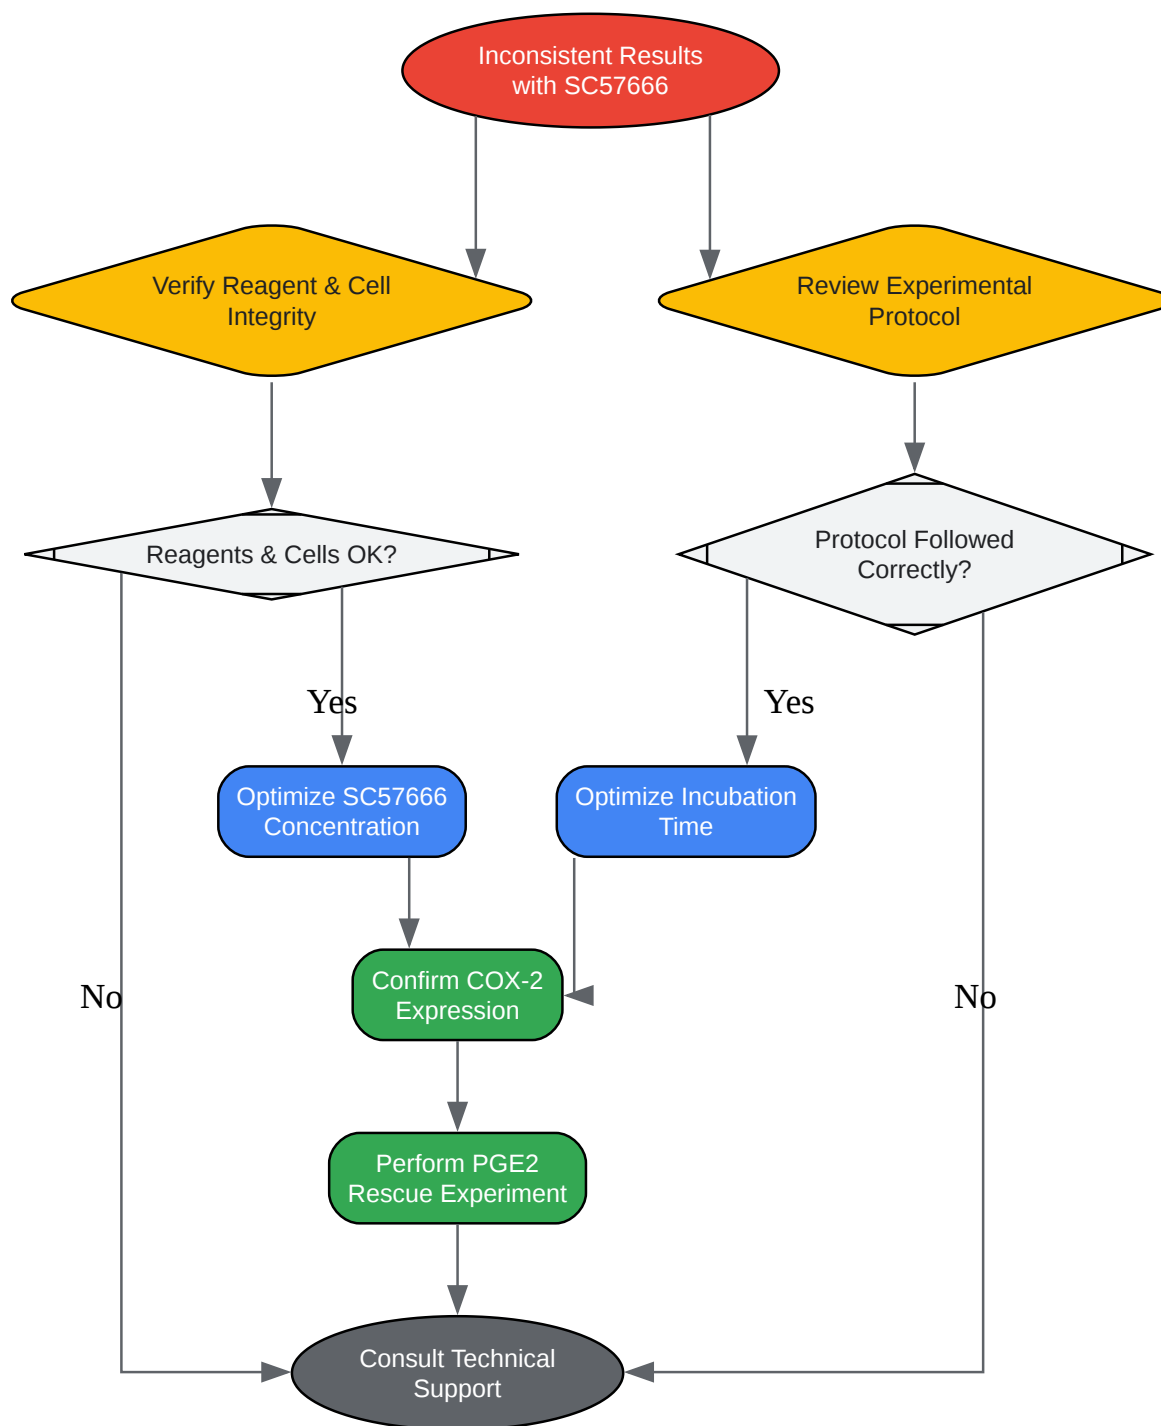 Inconsistent Results
with SC57666
Verify Reagent & Cell
Integrity
Review Experimental
Protocol
Reagents & Cells OK?
Protocol Followed
Correctly?
Yes
Yes
Optimize SC57666
Concentration
Optimize Incubation
Time
Confirm COX-2
Expression
No
No
Perform PGE2
Rescue Experiment
Consult Technical
Support